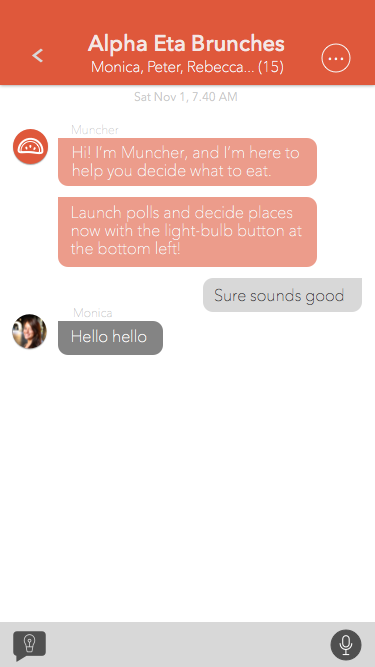 Alpha Eta Brunches
Monica, Peter, Rebecca... (15)
Sat Nov 1, 7.40 AM
Muncher
Hi! I'm Muncher, and I'm here to
help you decide what to eat.
Launch polls and decide places
now with the light-bulb button at
the bottom left!
Sure sounds good
Monica
Hello hello